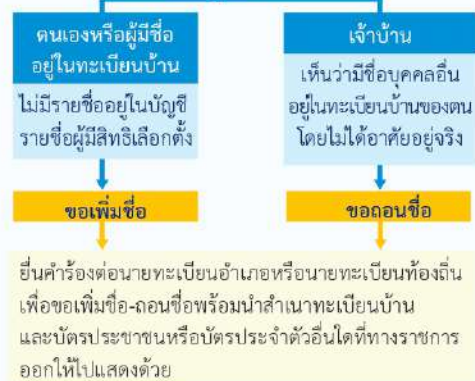 ตนเองหรือผู้มีชื่อ
อยู่ในทะเบียนบ้าน
ไม่มีรายชื่ออยู่ในบัญชี
รายชื่อผู้มีสิทธิเลือกตั้ง
ขอเพิ่มชื่อ
เจ้าบ้าน
เห็นว่ามีชื่อบุคคลอื่น
อยู่ในทะเบียนบ้านของตน
โดยไม่ได้อาศัยอยู่จริง
ขอถอนชื่อ
ยื่นคำร้องต่อนายทะเบียนอำเภอหรือนายทะเบียนท้องถิ่น
เพื่อขอเพิ่มชื่อ-ถอนชื่อพร้อมนำสำเนาทะเบียนบ้าน
และบัตรประชาชนหรือบัตรประจำตัวอื่นใดที่ทางราชการ
ออกให้ไปแสดงด้วย